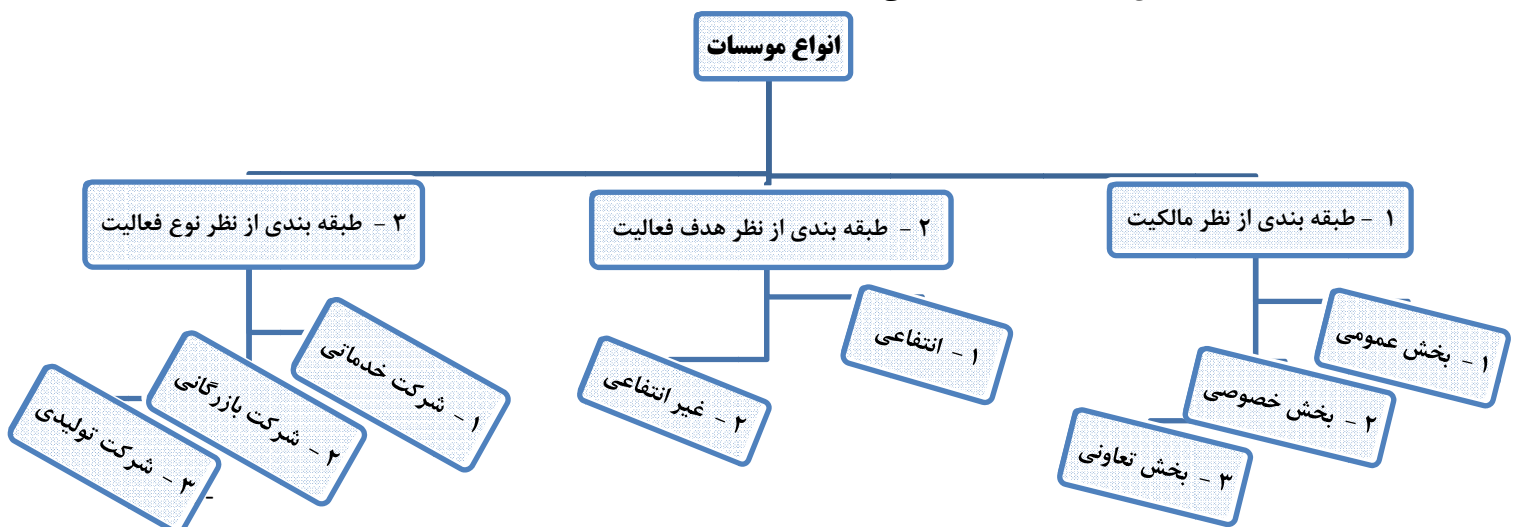 انواع موسسات
۱ - طبقه بندی از نظر مالکیت
۱ - بخش عمومی
۲ - بخش خصوصی
۳ - بخش تعاونی
۲ - طبقه بندی از نظر هدف فعالیت
۱ - انتفاعی
۲ - غیر انتفاعی
۳ - طبقه بندی از نظر نوع فعالیت
۱ - شرکت خدماتی
۲ - شرکت بازرگانی
۳ - شرکت تولیدی
-